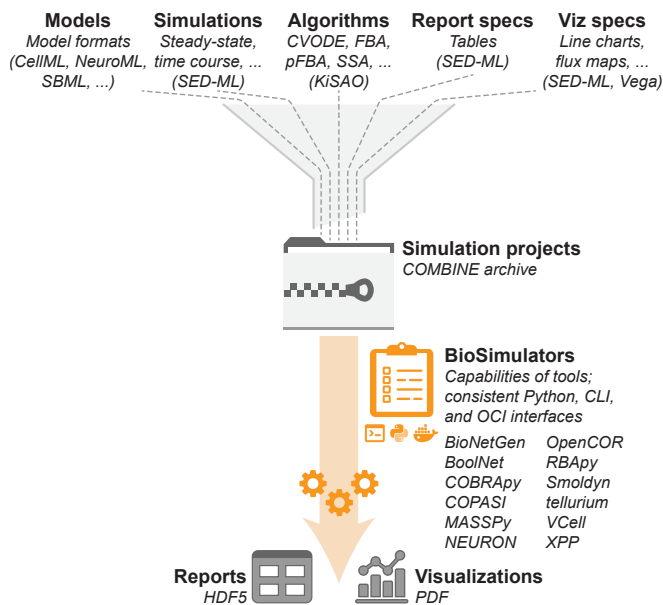 Models
Model formats
(CellML, NeuroML,
SBML, ...)
Simulations
Steady-state,
time course, ...
(SED-ML)
Algorithms
CVODE, FBA,
pFBA, SSA, ...
(KiSAO)
Report specs
Tables
(SED-ML)
Viz specs
Line charts,
flux maps, ...
(SED-ML, Vega)
Simulation projects
COMBINE archive
BioSimulators
Capabilities of tools;
consistent Python, CLI,
and OCI interfaces
BioNetGen
BoolNet
COBRApy
COPASI
MASSPy
NEURON
OpenCOR
RBApy
Smoldyn
tellurium
VCell
XPP
Reports
HDF5
Visualizations
PDF